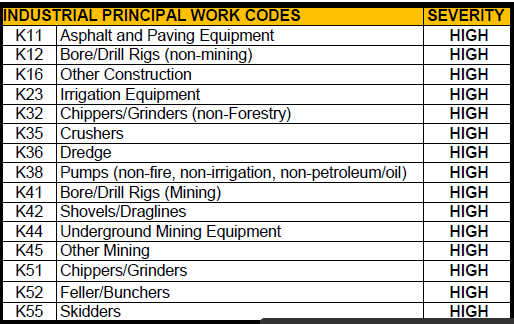 INDUSTRIAL PRINCIPAL WORK CODES SEVERITY
K11 Asphalt and Paving Equipment HIGH
K12 Bore/Drill Rigs (non-mining) HIGH
K16 Other Construction HIGH
K23 Irrigation Equipment HIGH
K32 Chippers/Grinders (non-Forestry) HIGH
K35 Crushers HIGH
K36 Dredge HIGH
K38 Pumps (non-fire, non-irrigation, non-petroleum/oil) HIGH
K41 Bore/Drill Rigs (Mining) HIGH
K42 Shovels/Draglines HIGH
K44 Underground Mining Equipment HIGH
K45 Other Mining HIGH
K51 Chippers/Grinders HIGH
K52 Feller/Bunchers HIGH
K55 Skidders HIGH